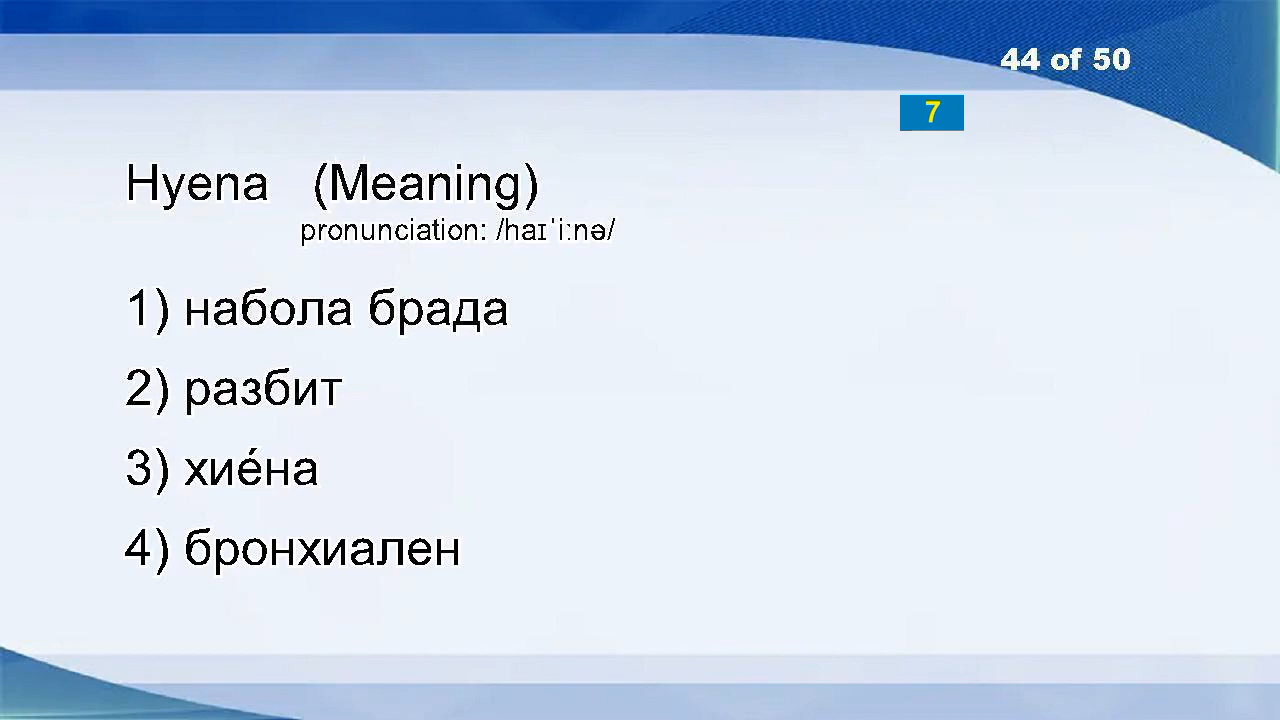 44 of 50
7
Hyena (Meaning)
pronunciation: /haɪˈiːnə/
1) набола брада
2) разбит
3) хие́на
4) бронхиален